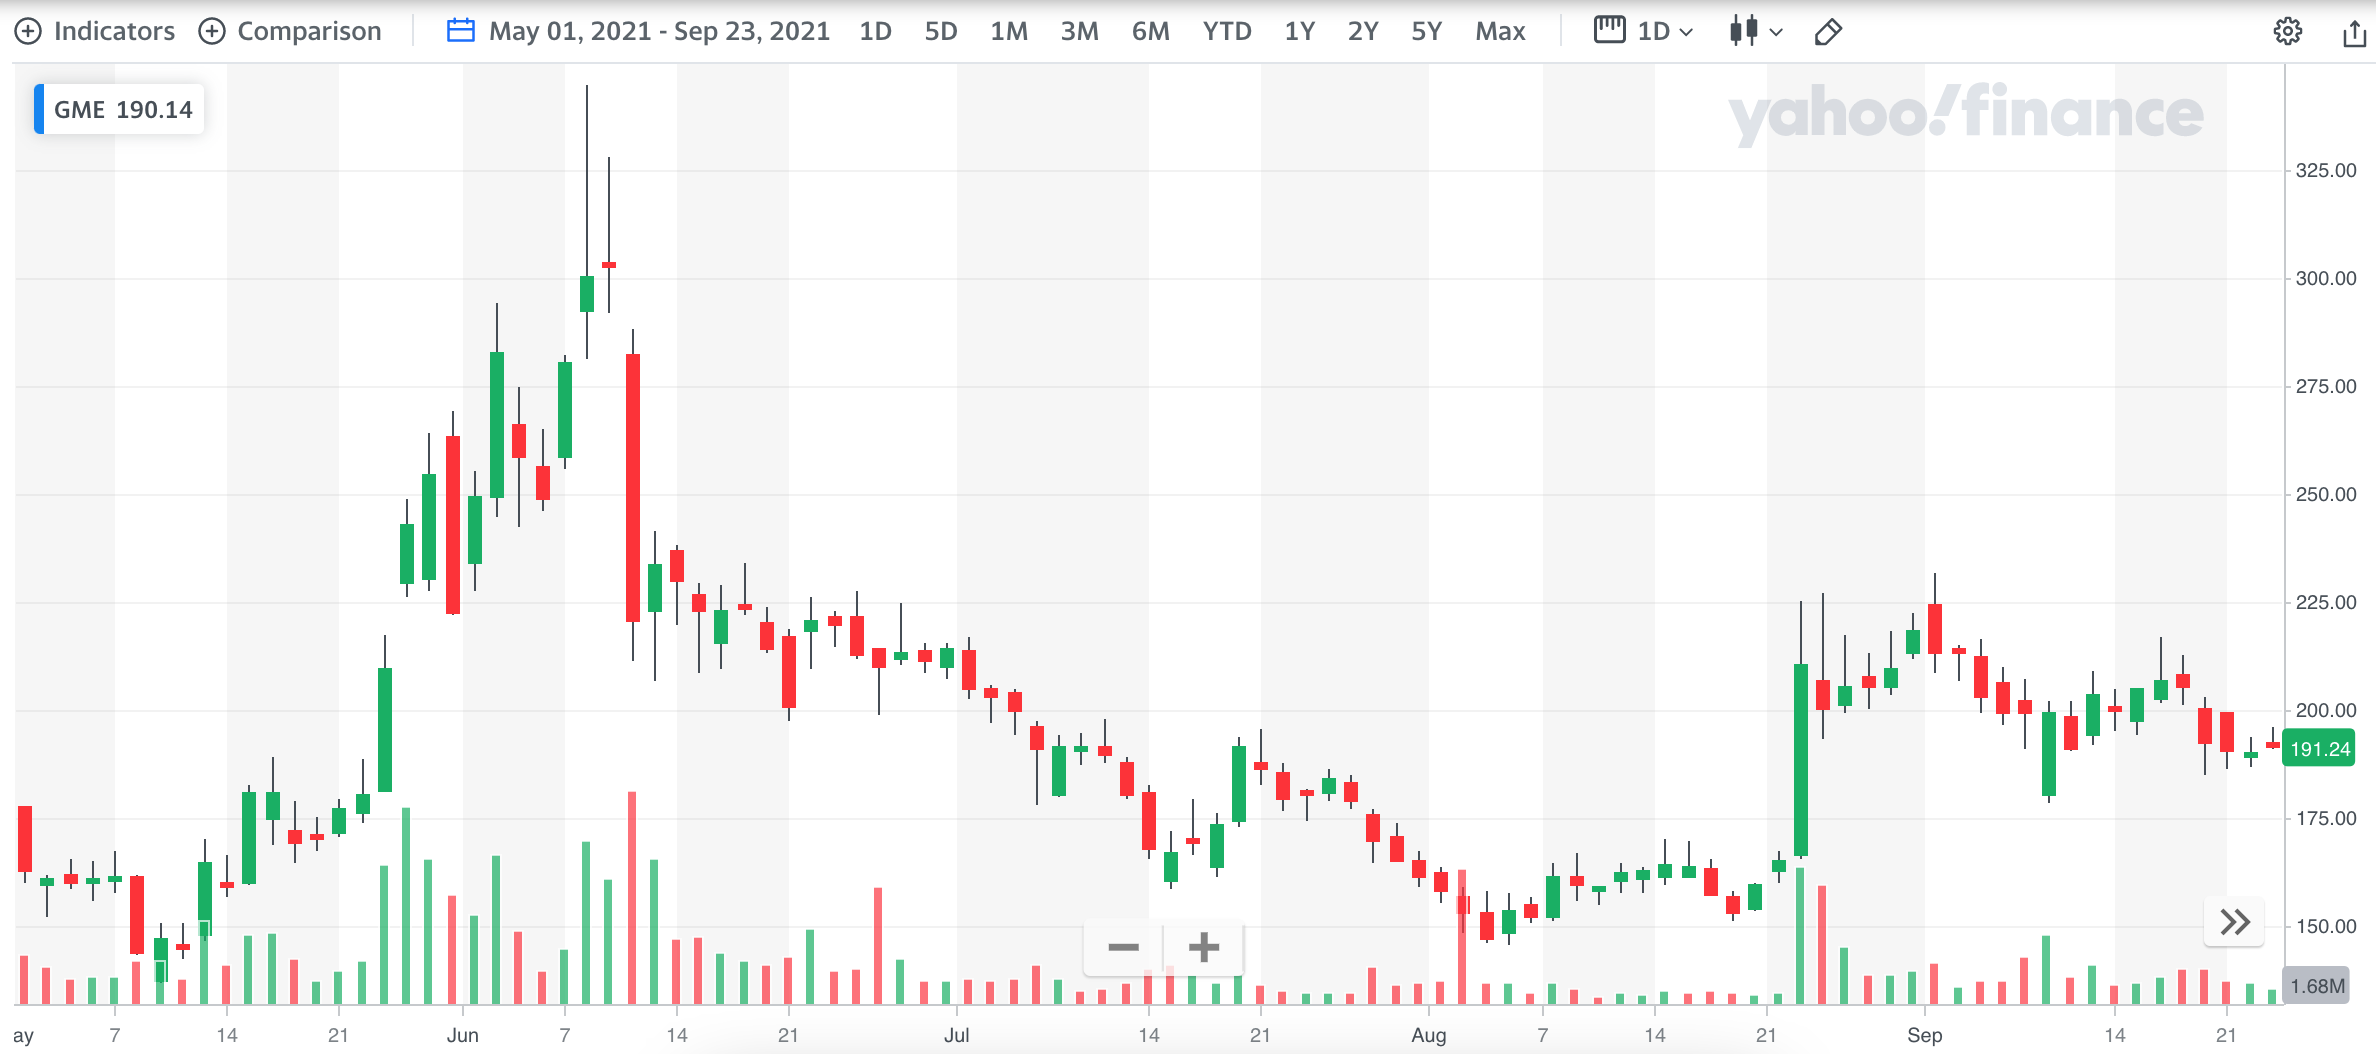 Indicators Comparison May 01, 2021 - Sep 23, 2021 1D 5D 1M 3M 6M YTD 1Y 2Y 5Y Max 1D
GME 190.14
yahoo!finance
325.00
300.00
275.00
250.00
225.00
200.00
191.24
175.00
150.00
1.68M
ay 7 14 21 Jun 7 14 21 Jul 14 21 Aug 7 14 21 Sep 14 21